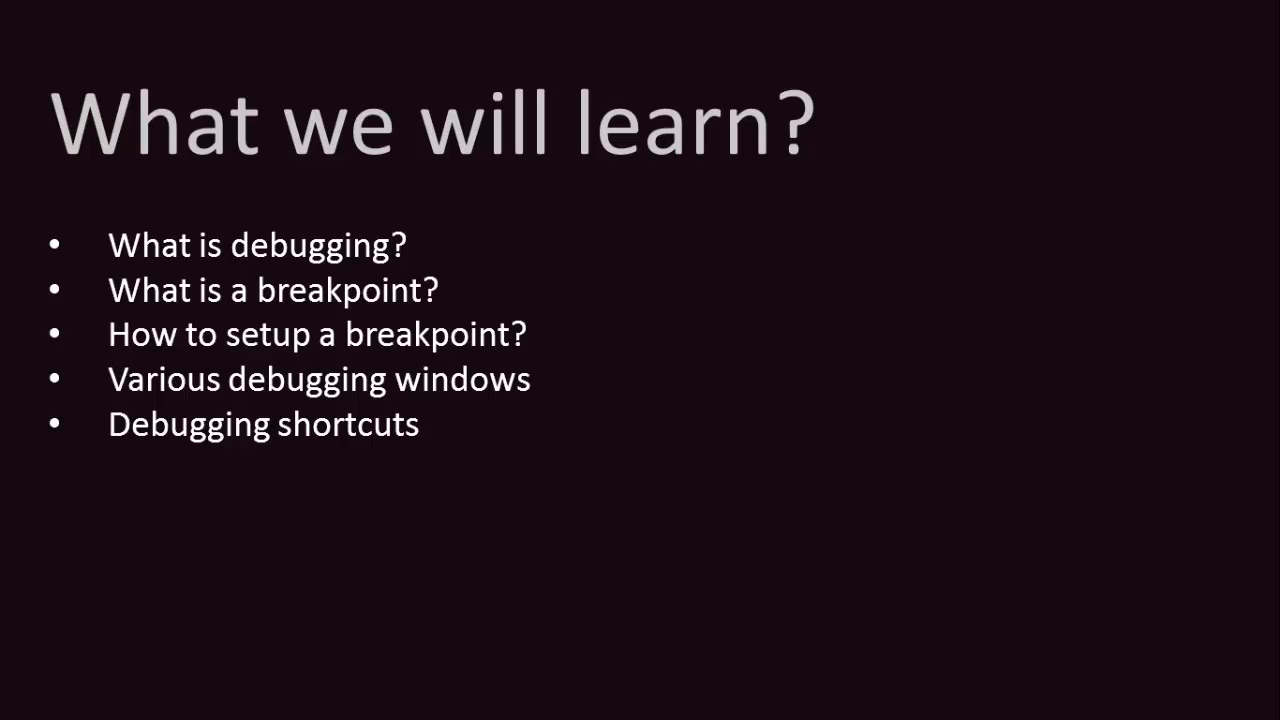 What we will learn?
• What is debugging?
• What is a breakpoint?
• How to setup a breakpoint?
• Various debugging windows
• Debugging shortcuts